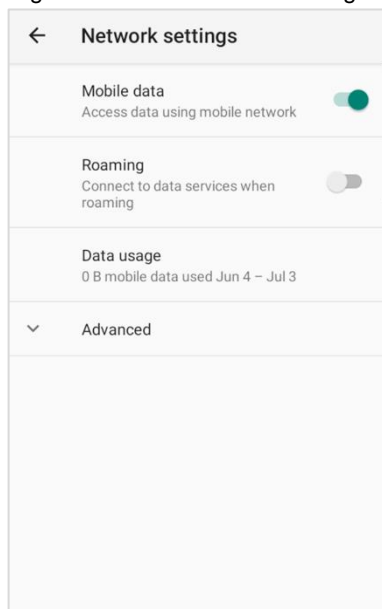 Network settings
Mobile data
Access data using mobile network
Roaming
Connect to data services when
roaming
Data usage
0 B mobile data used Jun 4 – Jul 3
Advanced